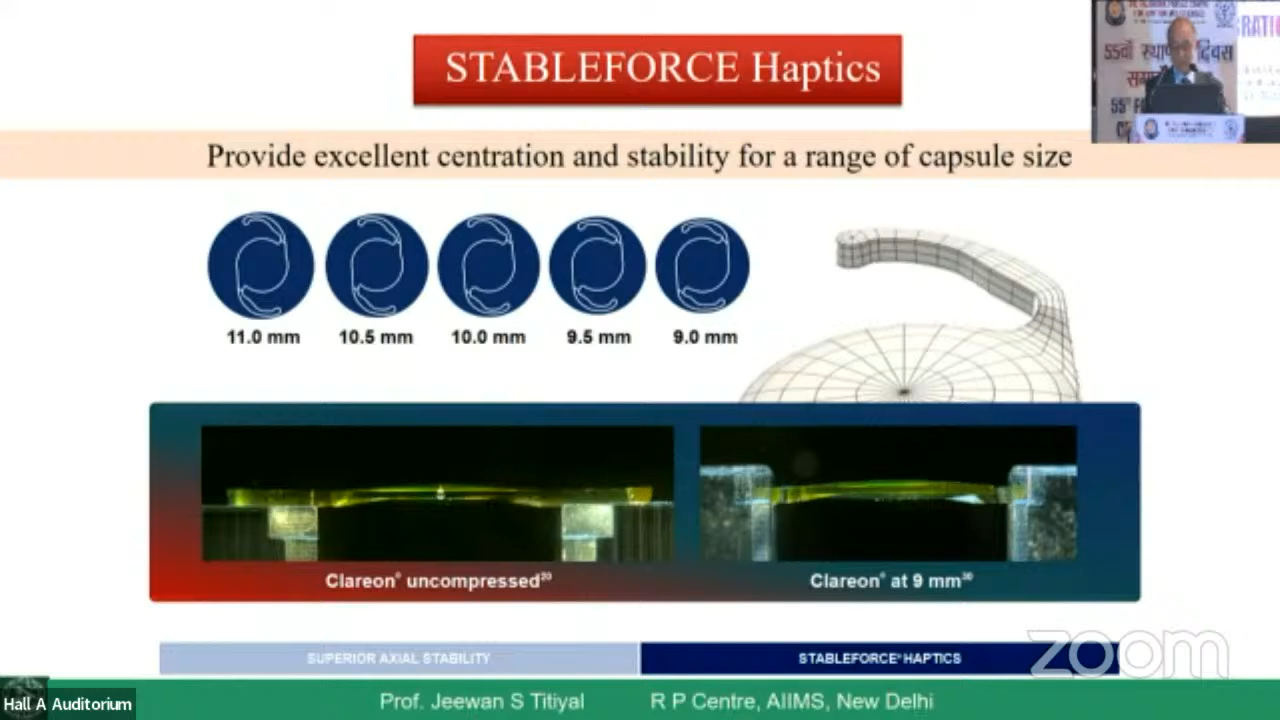 STABLEFORCE Haptics
Provide excellent centration and stability for a range of capsule size
11.0 mm
10.5 mm
10.0 mm
9.5 mm
9.0 mm
Clareon® uncompressed
Clareon® at 9 mm
SUPERIOR AXIAL STABILITY
STABLEFORCE® HAPTICS
zoom
Hall A Auditorium
Prof. Jeewan S Titiyal
R P Centre, AIIMS, New Delhi
55वाँ
दिवस